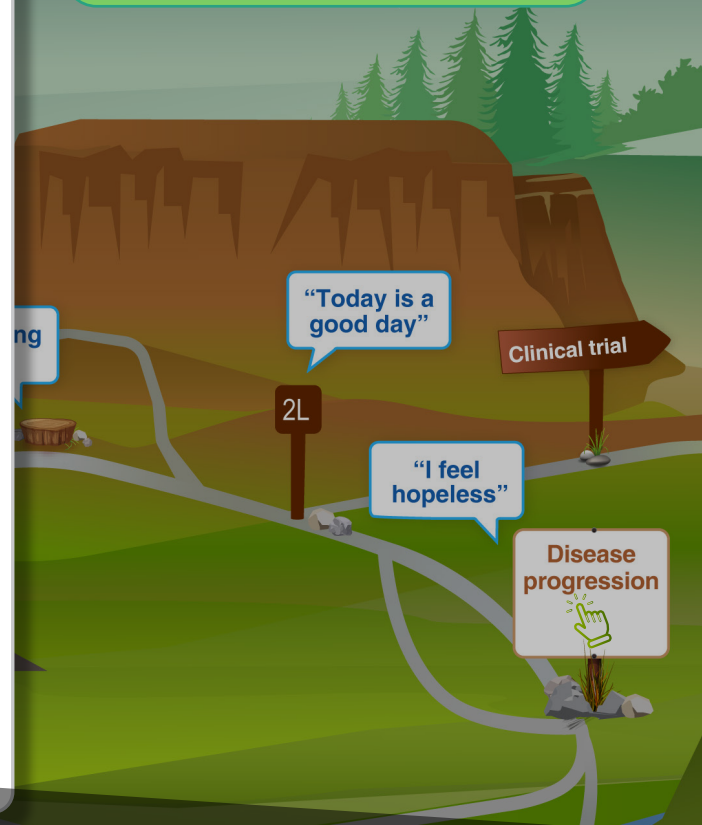 “Today is a
good day”
ng
Clinical trial
2L
“I feel
hopeless”
Disease
progression